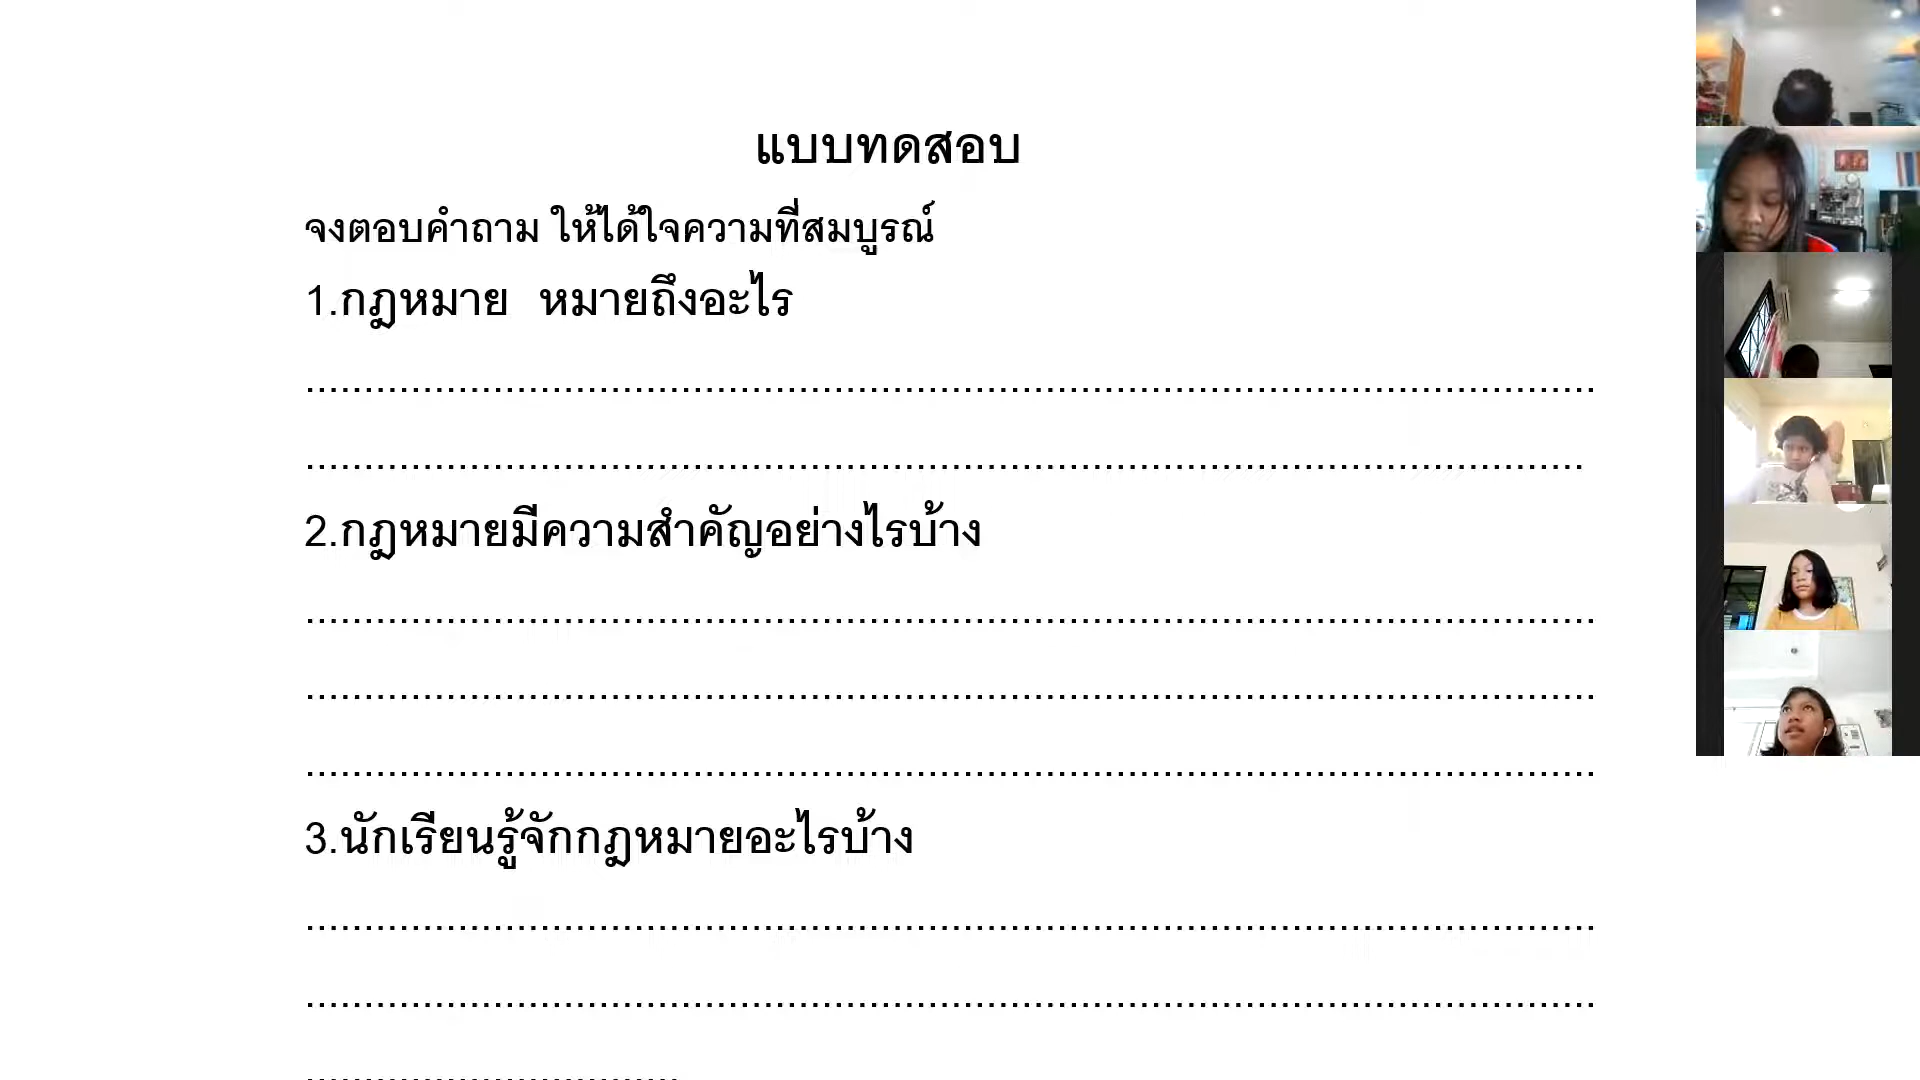 แบบทดสอบ
จงตอบคำถาม ให้ได้ใจความที่สมบูรณ์
1.กฎหมาย หมายถึงอะไร
................................................................................................................
...............................................................................................................
2.กฎหมายมีความสำคัญอย่างไรบ้าง
................................................................................................................
................................................................................................................
................................................................................................................
3.นักเรียนรู้จักกฎหมายอะไรบ้าง
................................................................................................................
................................................................................................................
................................